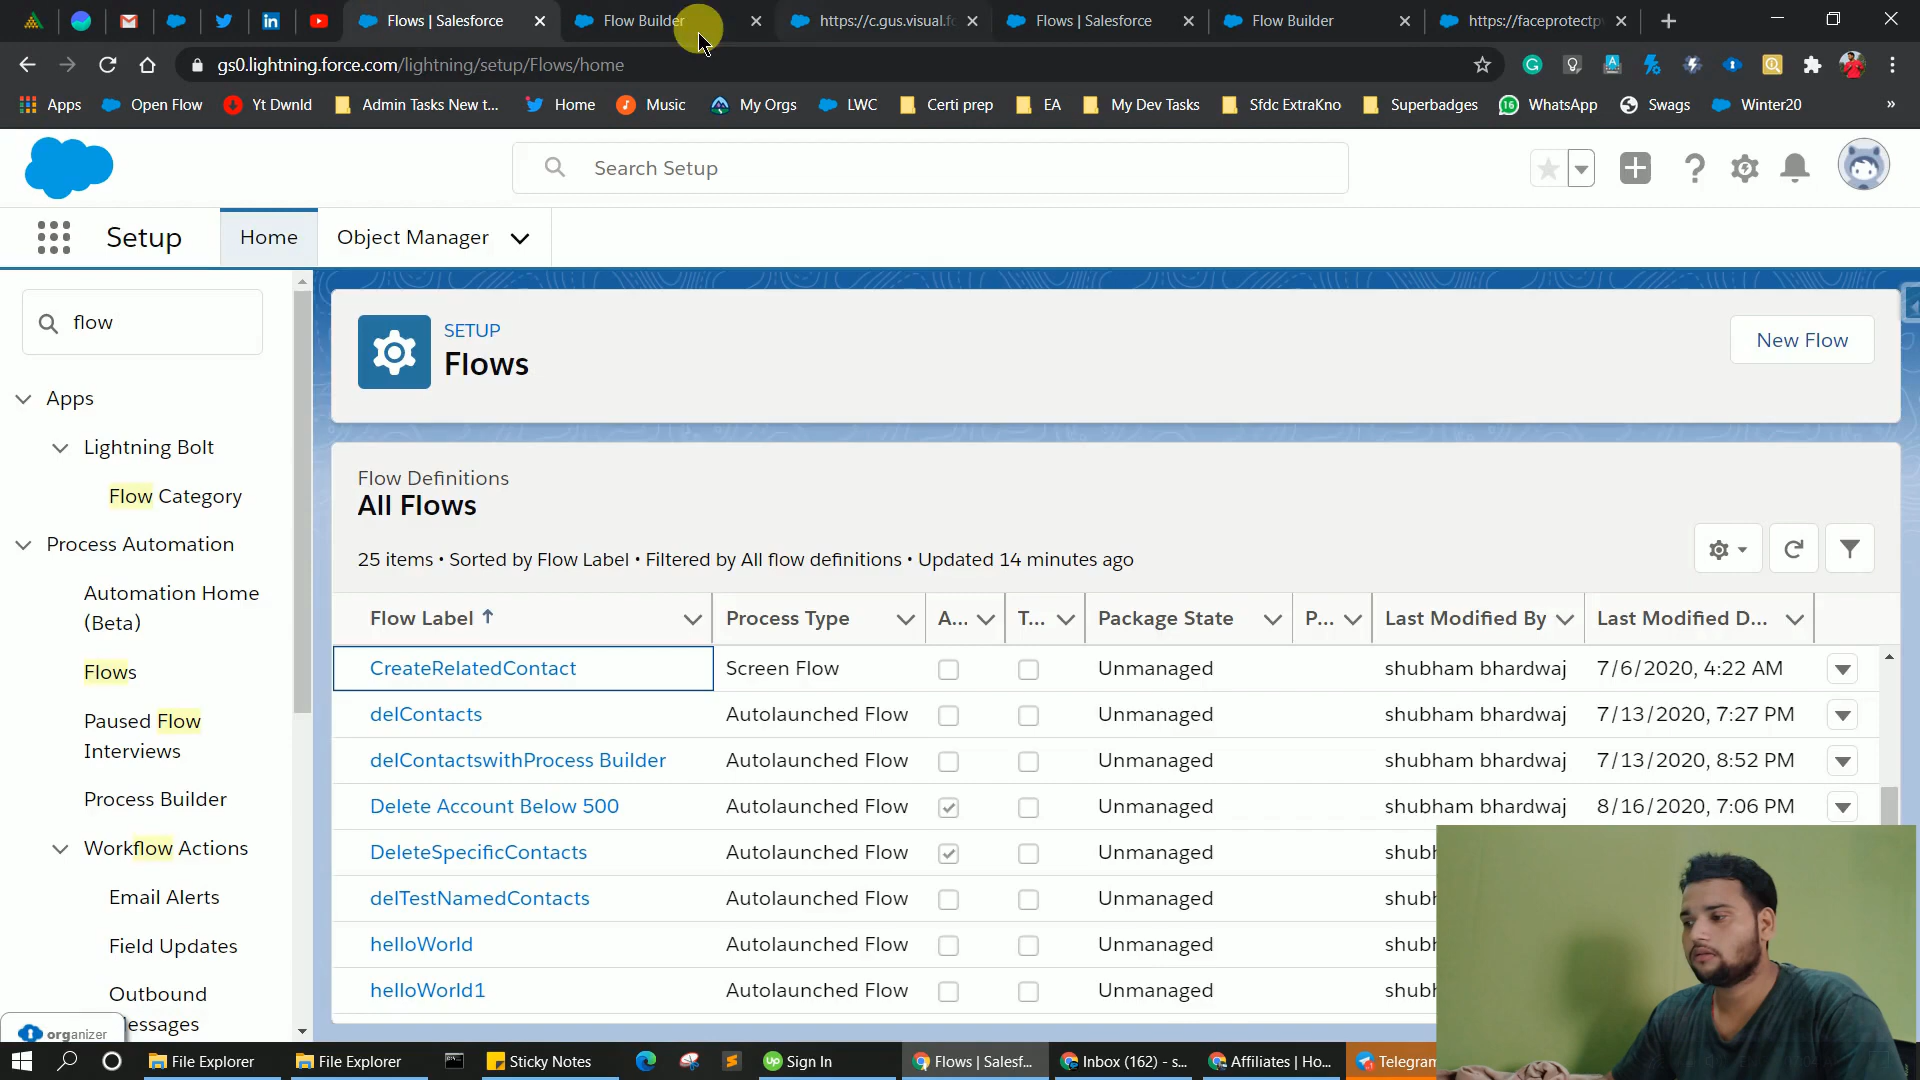 Flows | Salesforce
Flow Builder
https://c.gus.visual.f
Flows | Salesforce
Flow Builder
https://faceprotectp
gs0.lightning.force.com/lightning/setup/Flows/home
Apps
Open Flow
Yt Dwnld
Admin Tasks New t...
Home
Music
My Orgs
LWC
Certi prep
EA
My Dev Tasks
Sfdc ExtraKno
Superbadges
16
WhatsApp
Swags
Winter20
»
Search Setup
Setup
Home
Object Manager
flow
Apps
Lightning Bolt
Flow Category
Process Automation
Automation Home
(Beta)
Flows
Paused Flow
Interviews
Process Builder
Workflow Actions
Email Alerts
Field Updates
Outbound
essages
organizer
SETUP
Flows
New Flow
Flow Definitions
All Flows
25 items • Sorted by Flow Label • Filtered by All flow definitions • Updated 14 minutes ago
Flow Label ↑ Process Type A... T... Package State P... Last Modified By Last Modified D...
CreateRelatedContact Screen Flow Unmanaged shubham bhardwaj 7/6/2020, 4:22 AM
delContacts Autolaunched Flow Unmanaged shubham bhardwaj 7/13/2020, 7:27 PM
delContactswithProcess Builder Autolaunched Flow Unmanaged shubham bhardwaj 7/13/2020, 8:52 PM
Delete Account Below 500 Autolaunched Flow Unmanaged shubham bhardwaj 8/16/2020, 7:06 PM
DeleteSpecificContacts Autolaunched Flow Unmanaged shubh
delTestNamedContacts Autolaunched Flow Unmanaged shubh
helloWorld Autolaunched Flow Unmanaged shubh
helloWorld1 Autolaunched Flow Unmanaged shubh
File Explorer
File Explorer
Sticky Notes
Sign In
Flows | Salesf...
Inbox (162) - s...
Affiliates | Ho...
Telegram